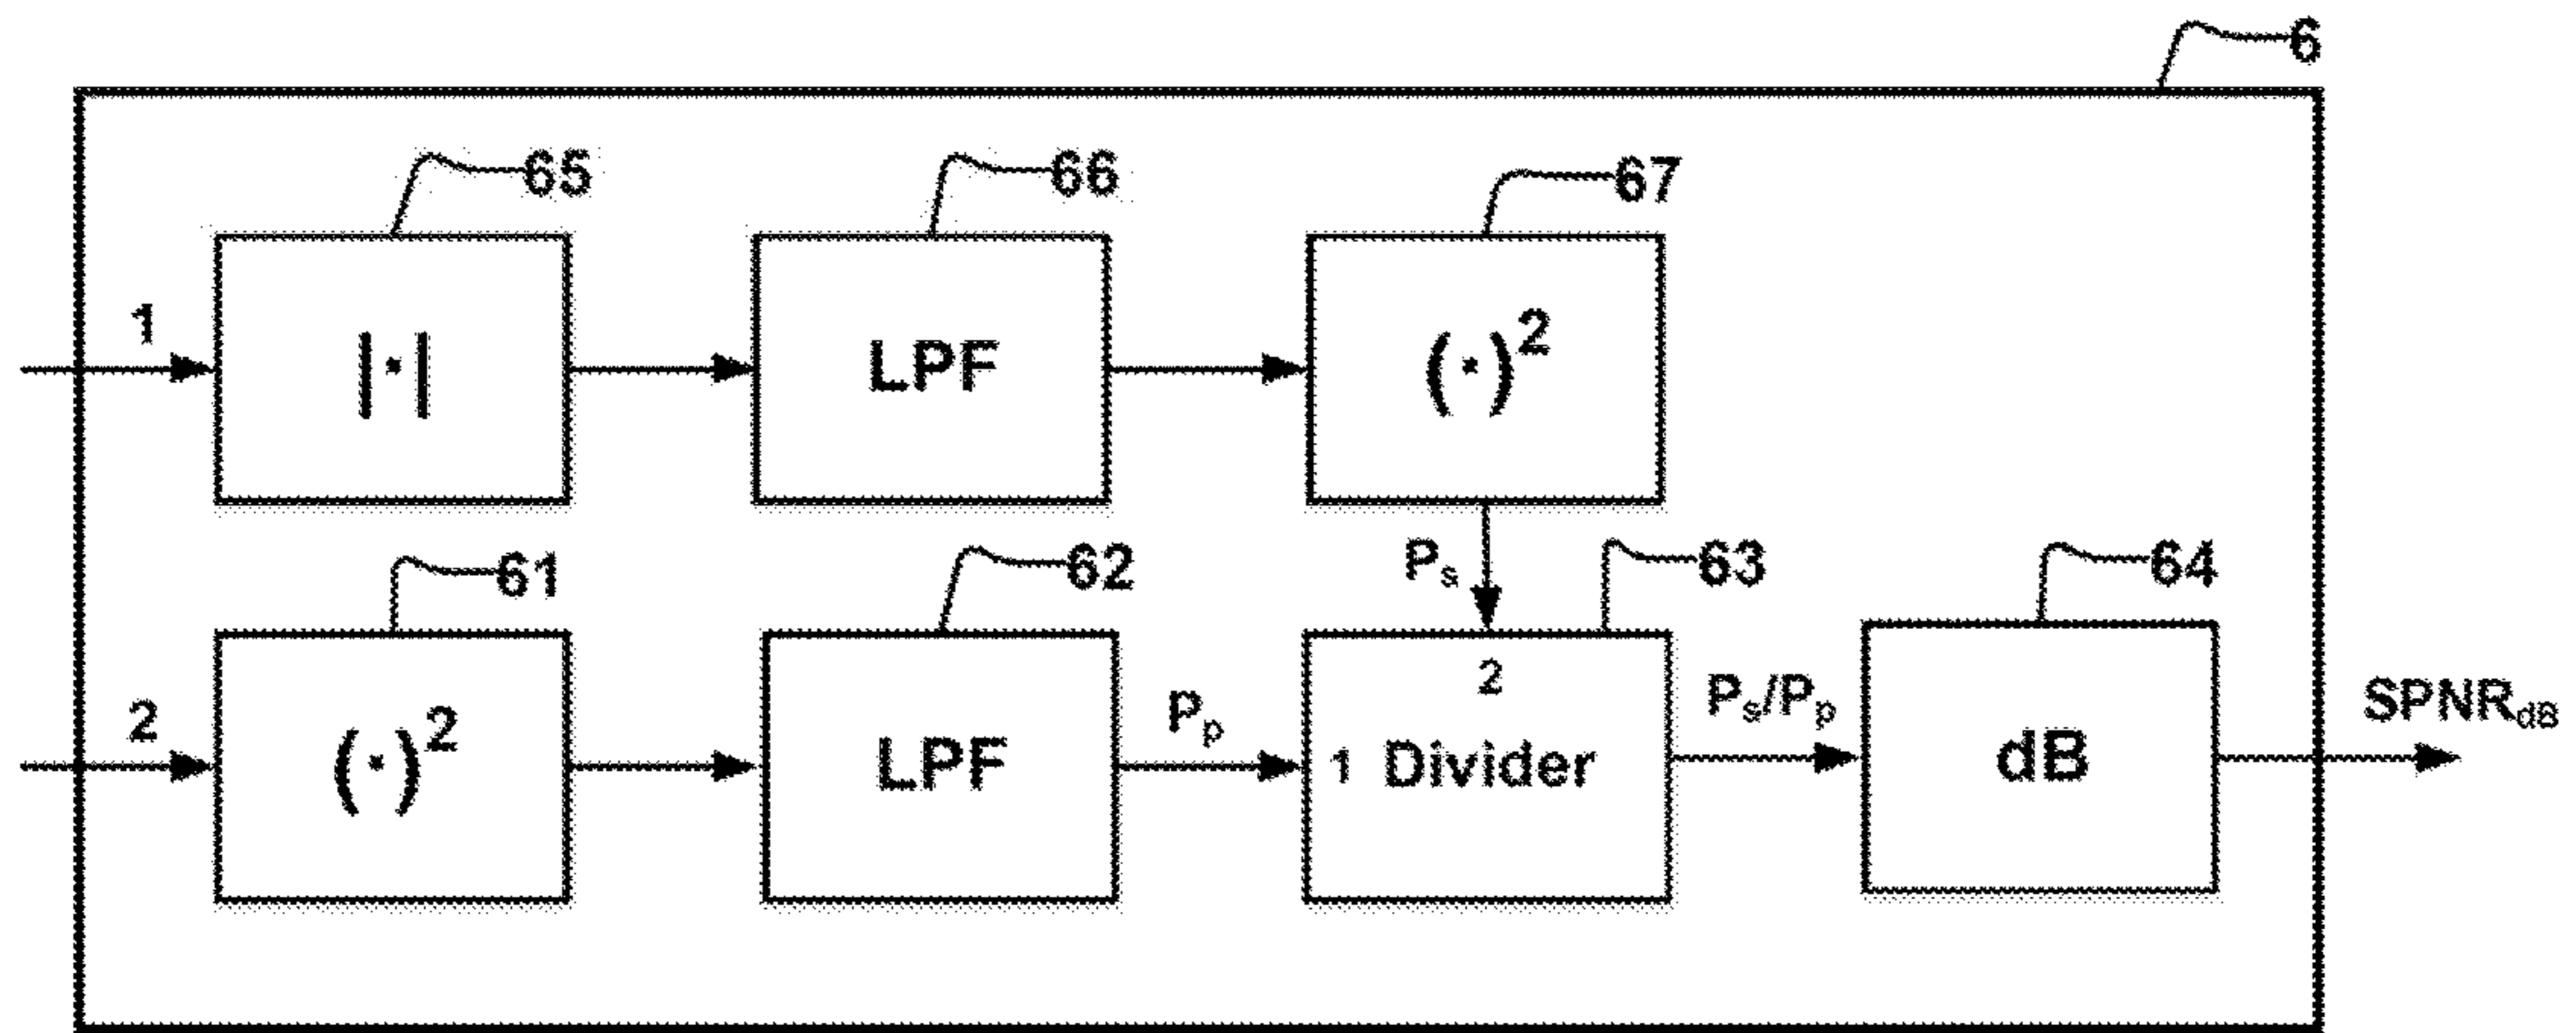 6
65
66
67
1
|·|
LPF
(·)²
61
62
Pₛ
63
64
2
(·)²
LPF
Pₚ
2
1 Divider
Pₛ/Pₚ
dB
SPNR_dB